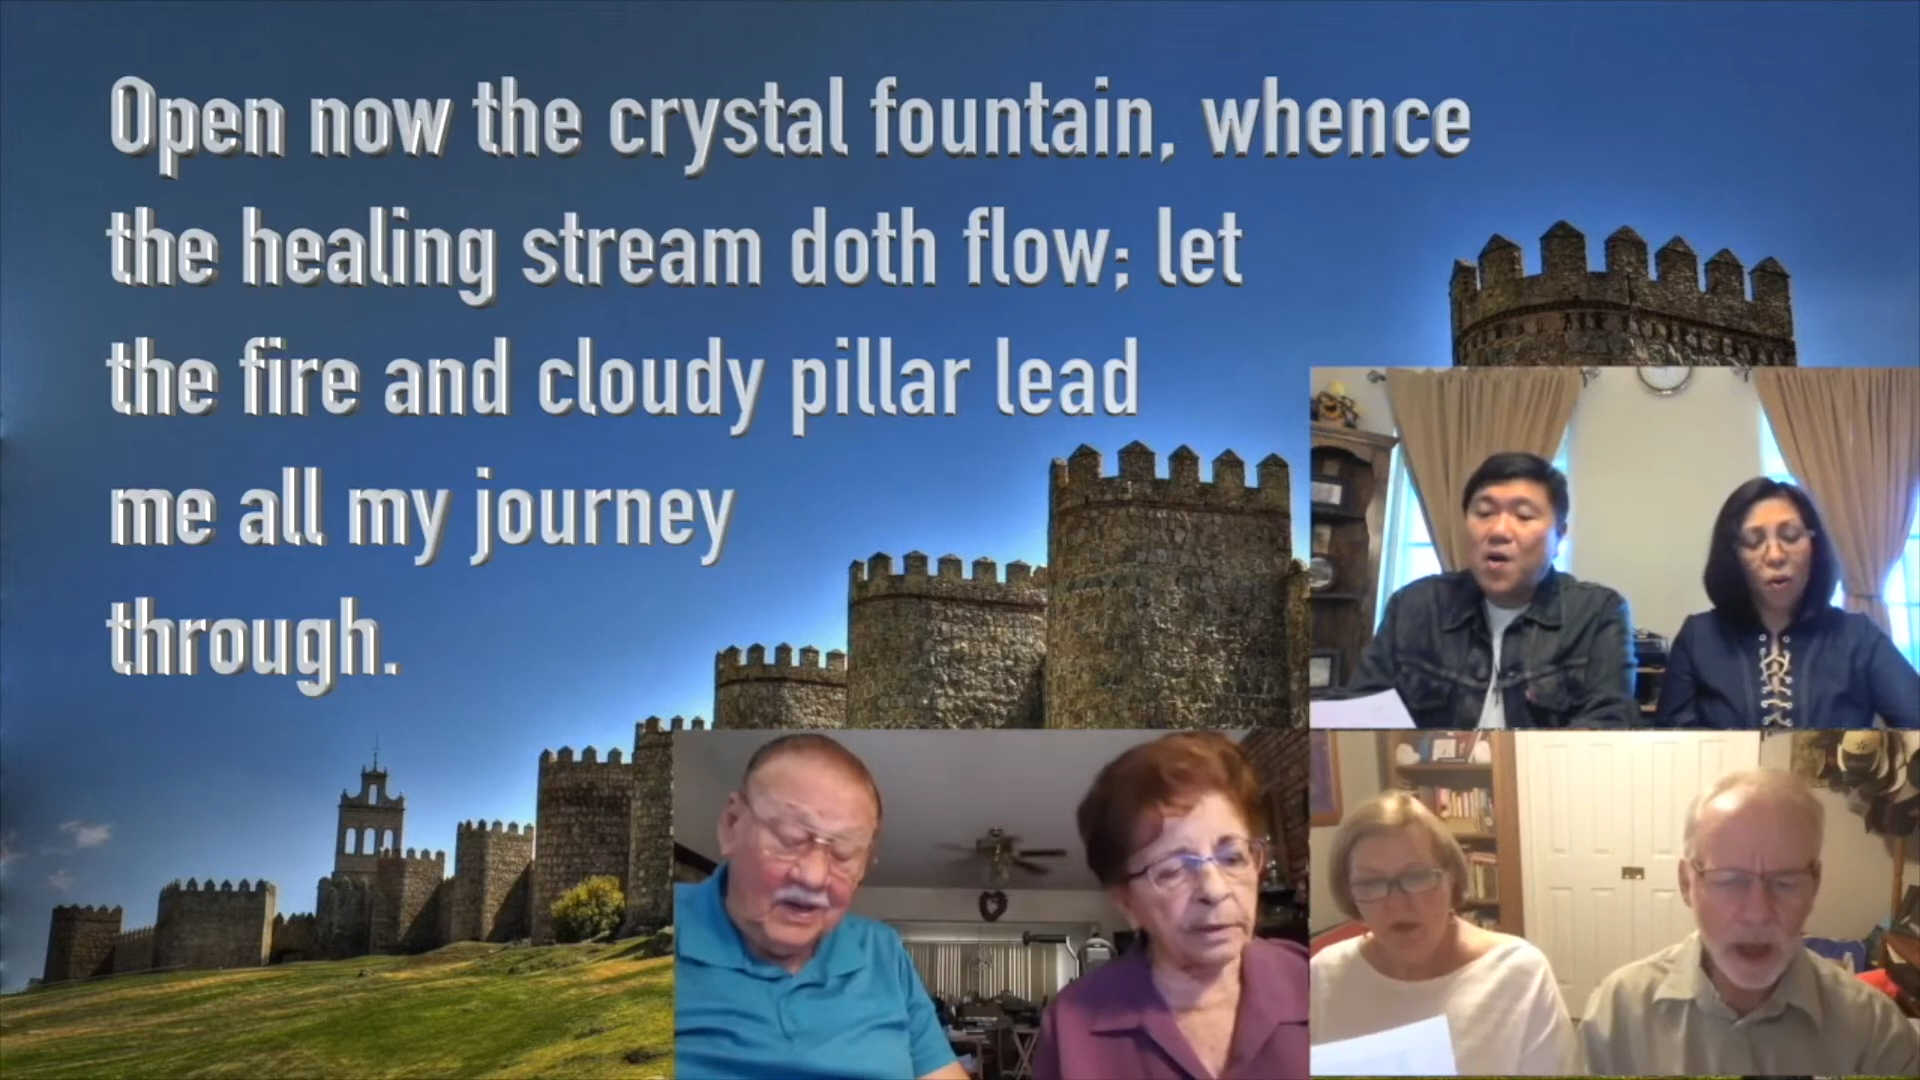 Open now the crystal fountain, whence
the healing stream doth flow; let
the fire and cloudy pillar lead
me all my journey
through.